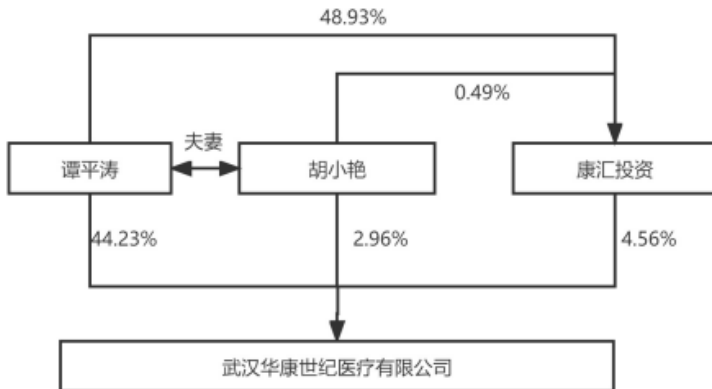 48.93%
0.49%
谭平涛
夫妻
胡小艳
康汇投资
44.23%
2.96%
4.56%
武汉华康世纪医疗有限公司